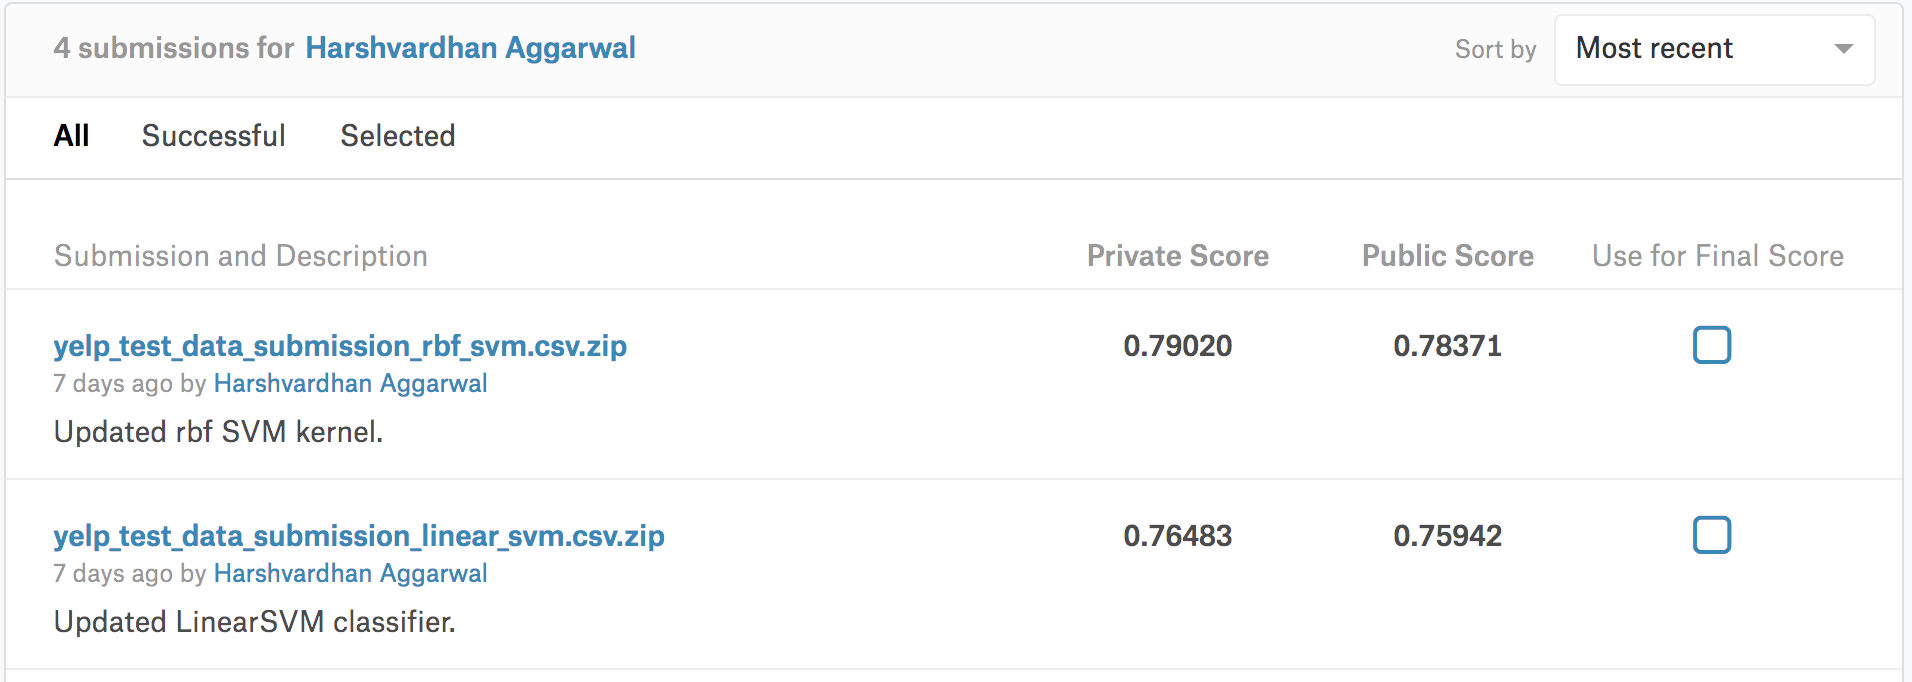 4 submissions for Harshvardhan Aggarwal Sort by Most recent
All Successful Selected
Submission and Description Private Score Public Score Use for Final Score
yelp_test_data_submission_rbf_svm.csv.zip 0.79020 0.78371
7 days ago by Harshvardhan Aggarwal
Updated rbf SVM kernel.
yelp_test_data_submission_linear_svm.csv.zip 0.76483 0.75942
7 days ago by Harshvardhan Aggarwal
Updated LinearSVM classifier.